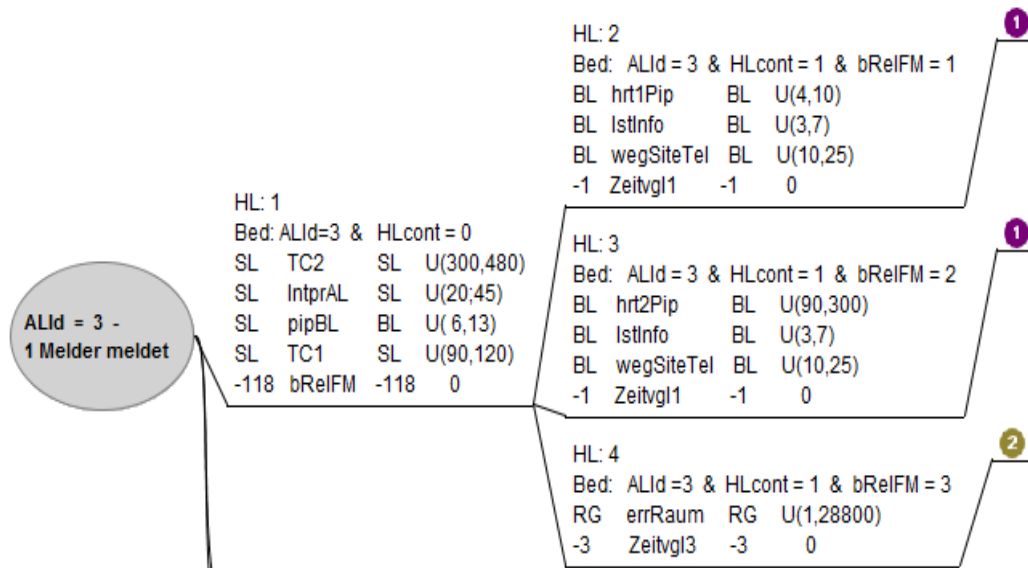 ALId = 3 -
1 Melder meldet
HL: 1
Bed: ALId=3 & HLcont = 0
SL TC2 SL U(300,480)
SL IntprAL SL U(20;45)
SL pipBL BL U( 6,13)
SL TC1 SL U(90,120)
-118 bRelFM -118 0
HL: 2
Bed: ALId = 3 & HLcont = 1 & bRelFM = 1
BL hrt1Pip BL U(4,10)
BL lstInfo BL U(3,7)
BL wegSiteTel BL U(10,25)
-1 Zeitvgl1 -1 0
1
HL: 3
Bed: ALId = 3 & HLcont = 1 & bRelFM = 2
BL hrt2Pip BL U(90,300)
BL lstInfo BL U(3,7)
BL wegSiteTel BL U(10,25)
-1 Zeitvgl1 -1 0
1
HL: 4
Bed: ALId =3 & HLcont = 1 & bRelFM = 3
RG errRaum RG U(1,28800)
-3 Zeitvgl3 -3 0
2